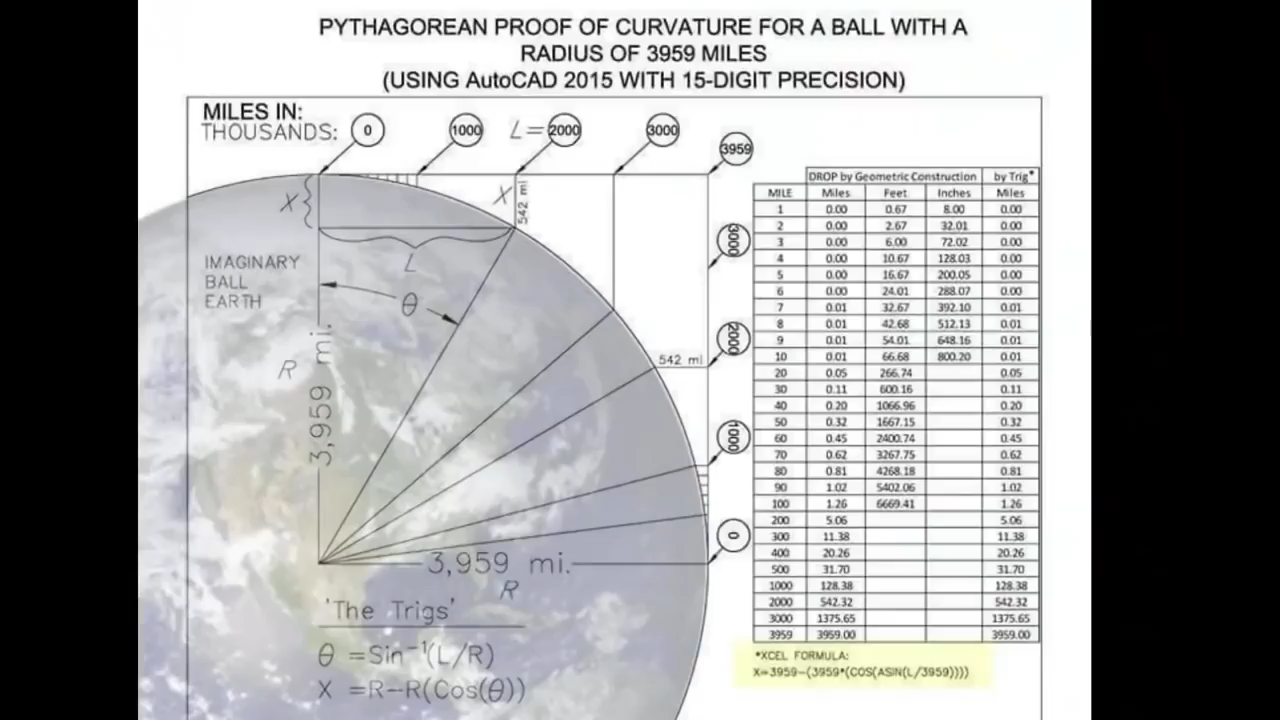 PYTHAGOREAN PROOF OF CURVATURE FOR A BALL WITH A
RADIUS OF 3959 MILES
(USING AutoCAD 2015 WITH 15-DIGIT PRECISION)
MILES IN:
THOUSANDS: 0 1000 L = 2000 3000 3959
X
X 542 mi
L
IMAGINARY
BALL
EARTH
θ
R
3,959 mi.
3000
2000
542 mi
1000
0
3,959 mi.
R
'The Trigs'
θ =Sin⁻¹(L/R)
X =R-R(Cos(θ))
DROP by Geometric Construction by Trig*
MILE Miles Feet Inches Miles
1 0.00 0.67 8.00 0.00
2 0.00 2.67 32.01 0.00
3 0.00 6.00 72.02 0.00
4 0.00 10.67 128.03 0.00
5 0.00 16.67 200.05 0.00
6 0.00 24.01 288.07 0.00
7 0.01 32.67 392.10 0.01
8 0.01 42.68 512.13 0.01
9 0.01 54.01 648.16 0.01
10 0.01 66.68 800.20 0.01
20 0.05 266.74 0.05
30 0.11 600.16 0.11
40 0.20 1066.96 0.20
50 0.32 1667.15 0.32
60 0.45 2400.74 0.45
70 0.62 3267.75 0.62
80 0.81 4268.18 0.81
90 1.02 5402.06 1.02
100 1.26 6669.41 1.26
200 5.06 5.06
300 11.38 11.38
400 20.26 20.26
500 31.70 31.70
1000 128.38 128.38
2000 542.32 542.32
3000 1375.65 1375.65
3959 3959.00 3959.00
*XCEL FORMULA:
X=3959-(3959*(COS(ASIN(L/3959))))